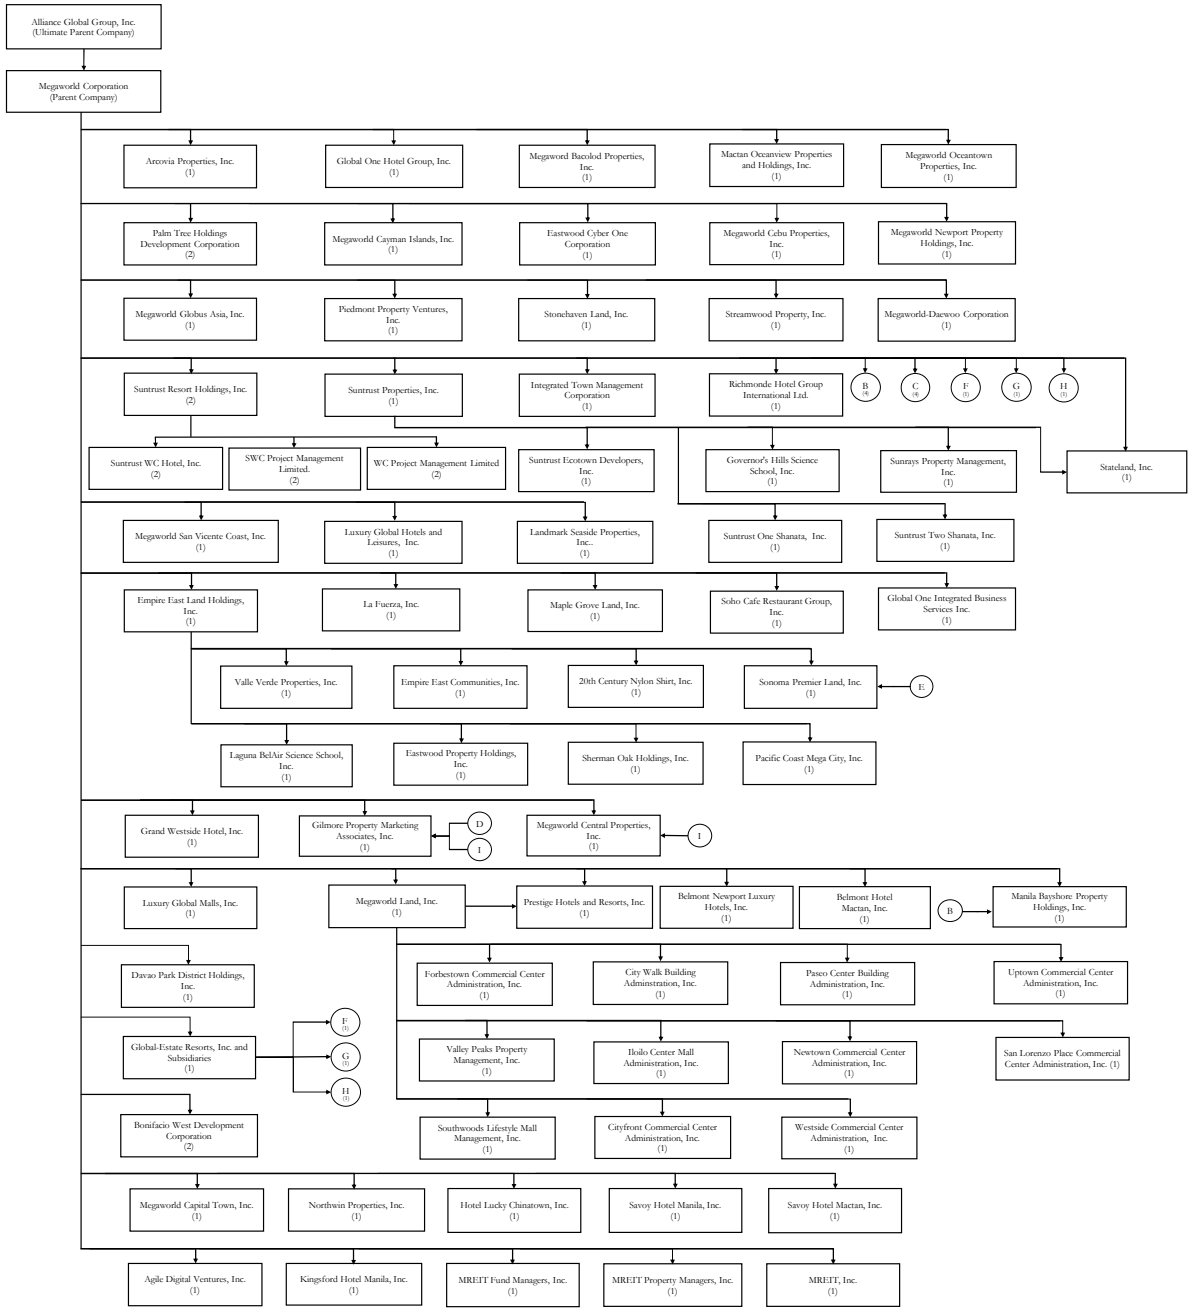 Alliance Global Group, Inc.
(Ultimate Parent Company)
Megaworld Corporation
(Parent Company)
Arcovia Properties, Inc.
(1)
Global One Hotel Group, Inc.
(1)
Megaword Bacolod Properties,
Inc.
(1)
Mactan Oceanview Properties
and Holdings, Inc.
(1)
Megaworld Oceantown
Properties, Inc.
(1)
Palm Tree Holdings
Development Corporation
(2)
Megaworld Cayman Islands, Inc.
(1)
Eastwood Cyber One
Corporation
(1)
Megaworld Cebu Properties,
Inc.
(1)
Megaworld Newport Property
Holdings, Inc.
(1)
Megaworld Globus Asia, Inc.
(1)
Piedmont Property Ventures,
Inc.
(1)
Stonehaven Land, Inc.
(1)
Streamwood Property, Inc.
(1)
Megaworld-Daewoo Corporation
(1)
Suntrust Resort Holdings, Inc.
(2)
Suntrust Properties, Inc.
(1)
Integrated Town Management
Corporation
(1)
Richmonde Hotel Group
International Ltd.
(1)
B
(4)
C
(4)
F
(1)
G
(1)
H
(1)
Suntrust WC Hotel, Inc.
(2)
SWC Project Management
Limited.
(2)
WC Project Management Limited
(2)
Suntrust Ecotown Developers,
Inc.
(1)
Governor's Hills Science
School, Inc.
(1)
Sunrays Property Management,
Inc.
(1)
Stateland, Inc.
(1)
Megaworld San Vicente Coast, Inc.
(1)
Luxury Global Hotels and
Leisures, Inc.
(1)
Landmark Seaside Properties,
Inc..
(1)
Suntrust One Shanata, Inc.
(1)
Suntrust Two Shanata, Inc.
(1)
Empire East Land Holdings,
Inc.
(1)
La Fuerza, Inc.
(1)
Maple Grove Land, Inc.
(1)
Soho Cafe Restaurant Group,
Inc.
(1)
Global One Integrated Business
Services Inc.
(1)
Valle Verde Properties, Inc.
(1)
Empire East Communities, Inc.
(1)
20th Century Nylon Shirt, Inc.
(1)
Sonoma Premier Land, Inc.
(1)
E
Laguna BelAir Science School,
Inc.
(1)
Eastwood Property Holdings,
Inc.
(1)
Sherman Oak Holdings, Inc.
(1)
Pacific Coast Mega City, Inc.
(1)
Grand Westside Hotel, Inc.
(1)
Gilmore Property Marketing
Associates, Inc.
(1)
D
I
Megaworld Central Properties,
Inc.
(1)
I
Luxury Global Malls, Inc.
(1)
Megaworld Land, Inc.
(1)
Prestige Hotels and Resorts, Inc.
(1)
Belmont Newport Luxury
Hotels, Inc.
(1)
Belmont Hotel
Mactan, Inc.
(1)
B
Manila Bayshore Property
Holdings, Inc.
(1)
Davao Park District Holdings,
Inc.
(1)
Forbestown Commercial Center
Administration, Inc.
(1)
City Walk Building
Adminstration, Inc.
(1)
Paseo Center Building
Administration, Inc.
(1)
Uptown Commercial Center
Administration, Inc.
(1)
Global-Estate Resorts, Inc. and
Subsidiaries
(1)
F
(1)
G
(1)
H
(1)
Valley Peaks Property
Management, Inc.
(1)
Iloilo Center Mall
Administration, Inc.
(1)
Newtown Commercial Center
Administration, Inc.
(1)
San Lorenzo Place Commercial
Center Administration, Inc. (1)
Bonifacio West Development
Corporation
(2)
Southwoods Lifestyle Mall
Management, Inc.
(1)
Cityfront Commercial Center
Administration, Inc.
(1)
Westside Commercial Center
Administration, Inc.
(1)
Megaworld Capital Town, Inc.
(1)
Northwin Properties, Inc.
(1)
Hotel Lucky Chinatown, Inc.
(1)
Savoy Hotel Manila, Inc.
(1)
Savoy Hotel Mactan, Inc.
(1)
Agile Digital Ventures, Inc.
(1)
Kingsford Hotel Manila, Inc.
(1)
MREIT Fund Managers, Inc.
(1)
MREIT Property Managers, Inc.
(1)
MREIT, Inc.
(1)